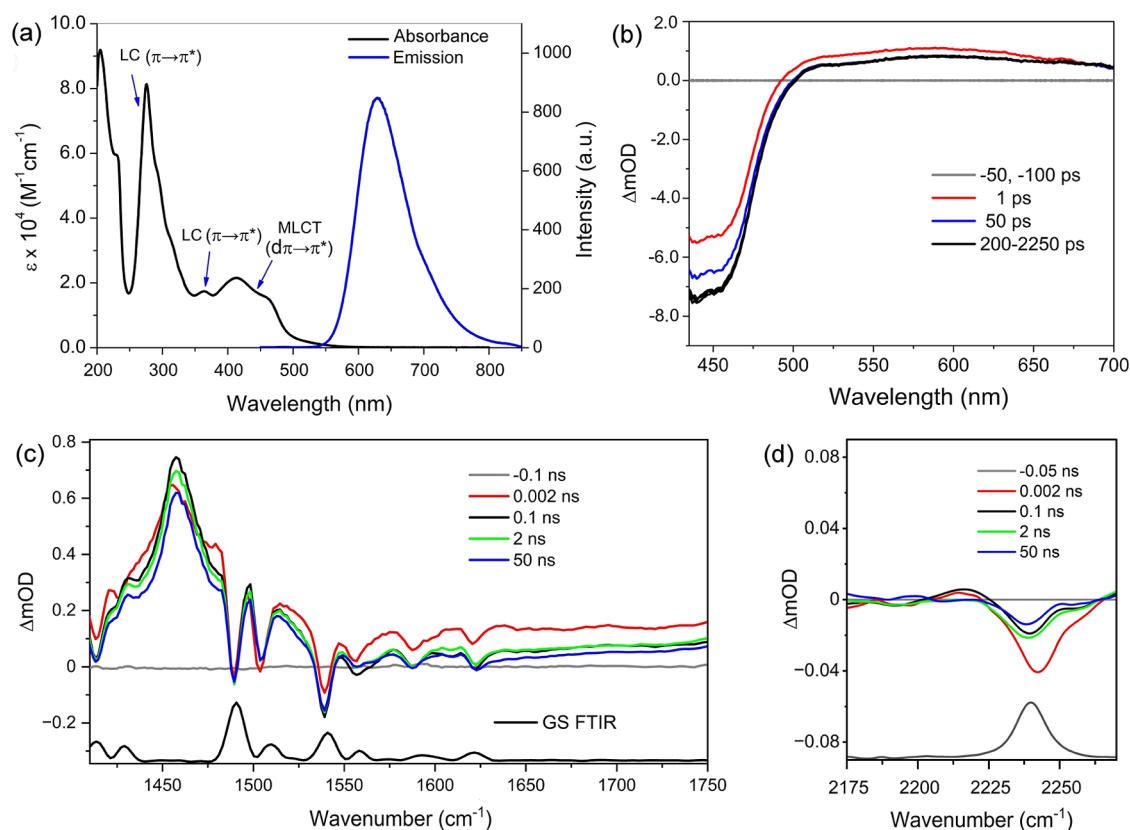 (a)
10.0
8.0
6.0
4.0
2.0
0.0
ε x 10⁴ (M⁻¹cm⁻¹)
LC (π→π*)
LC (π→π*)
MLCT
(dπ→π*)
Absorbance
Emission
1000
800
600
400
200
0
Intensity (a.u.)
200 300 400 500 600 700 800
Wavelength (nm)
(b)
2.0
0.0
-2.0
-4.0
-6.0
-8.0
ΔmOD
-50, -100 ps
1 ps
50 ps
200-2250 ps
450 500 550 600 650 700
Wavelength (nm)
(c)
0.8
0.6
0.4
0.2
0
−0.2
ΔmOD
-0.1 ns
0.002 ns
0.1 ns
2 ns
50 ns
GS FTIR
1450 1500 1550 1600 1650 1700 1750
Wavenumber (cm⁻¹)
(d)
0.08
0.04
0
−0.04
−0.08
ΔmOD
-0.05 ns
0.002 ns
0.1 ns
2 ns
50 ns
2175 2200 2225 2250
Wavenumber (cm⁻¹)